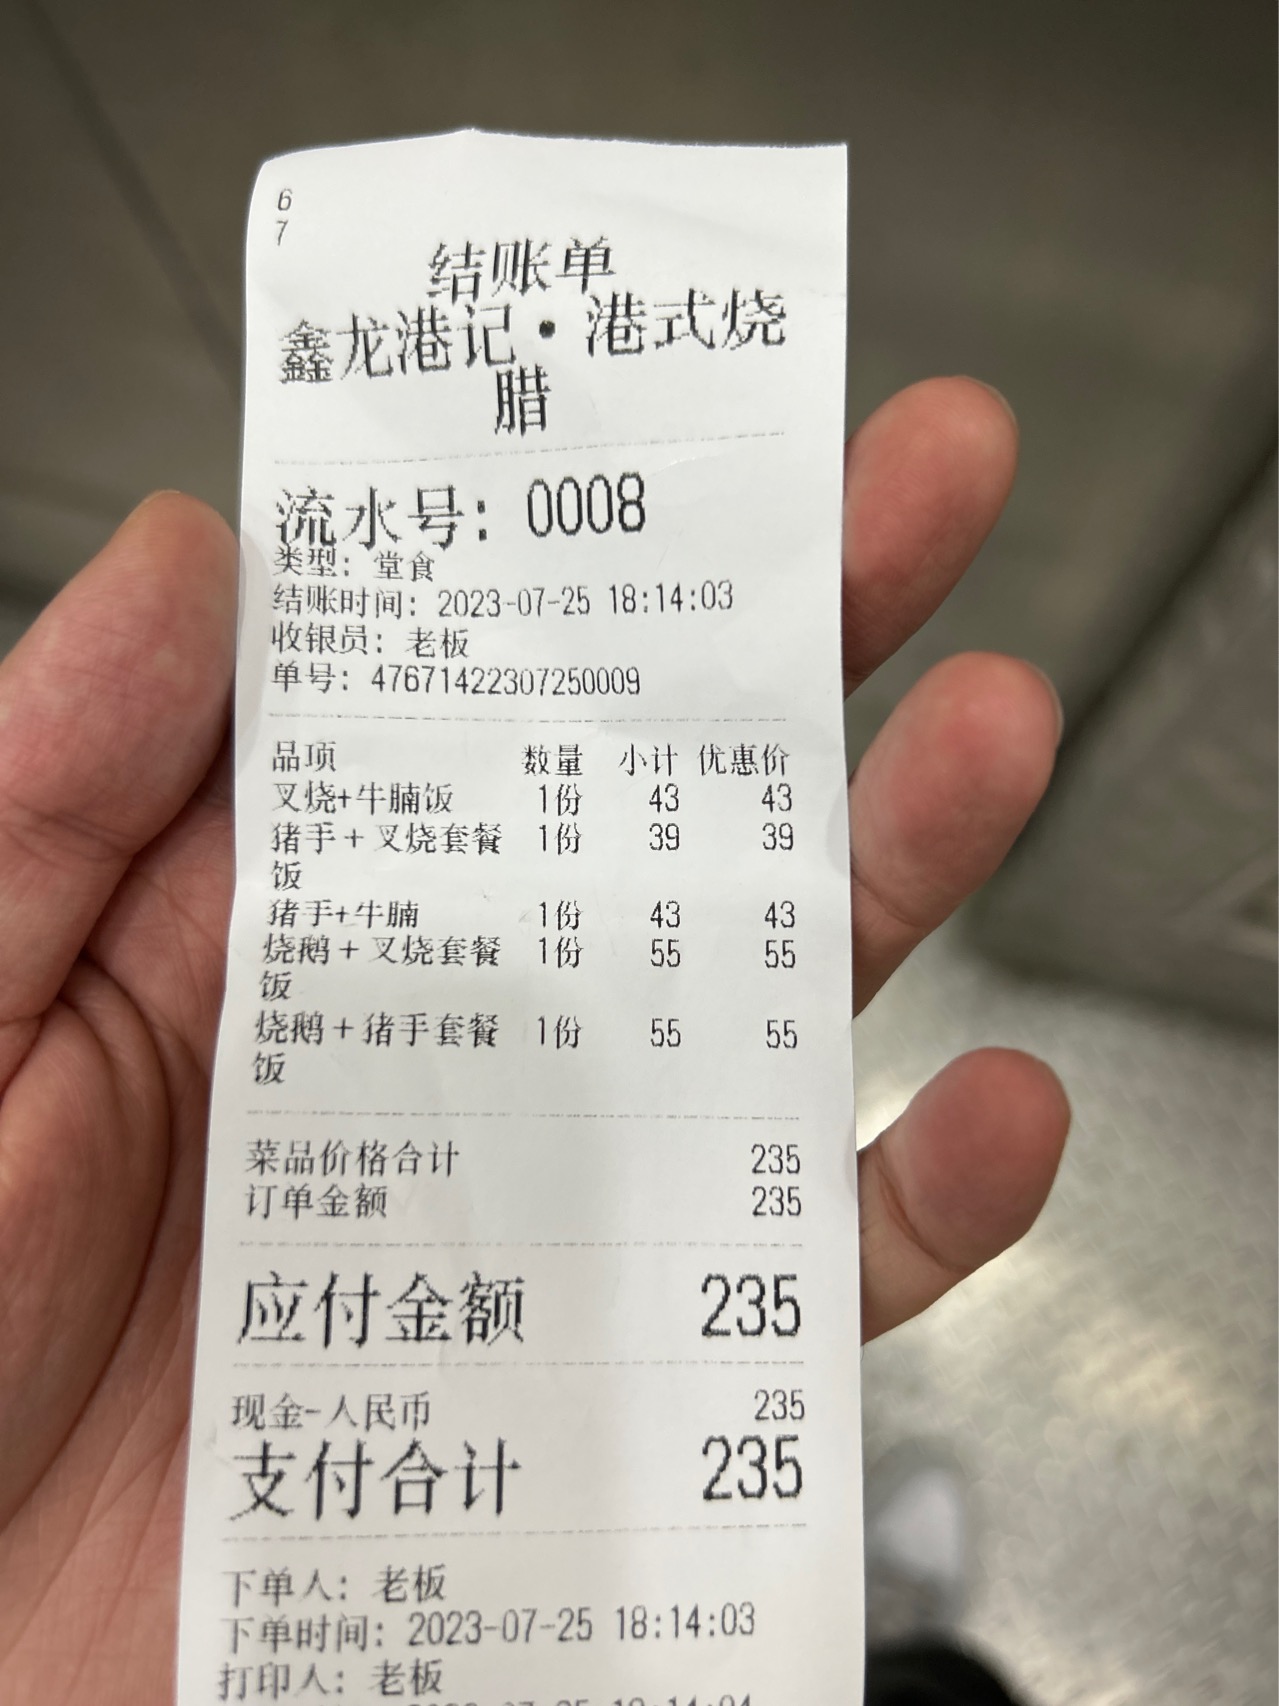 6
7
结账单
鑫龙港记·港式烧
腊
流水号: 0008
类型: 堂食
结账时间: 2023-07-25 18:14:03
收银员: 老板
单号: 47671422307250009
品项 数量 小计 优惠价
叉烧+牛腩饭 1份 43 43
猪手+叉烧套餐 1份 39 39
饭
猪手+牛腩 1份 43 43
烧鹅+叉烧套餐 1份 55 55
饭
烧鹅+猪手套餐 1份 55 55
饭
菜品价格合计 235
订单金额 235
应付金额 235
现金-人民币 235
支付合计 235
下单人: 老板
下单时间: 2023-07-25 18:14:03
打印人: 老板